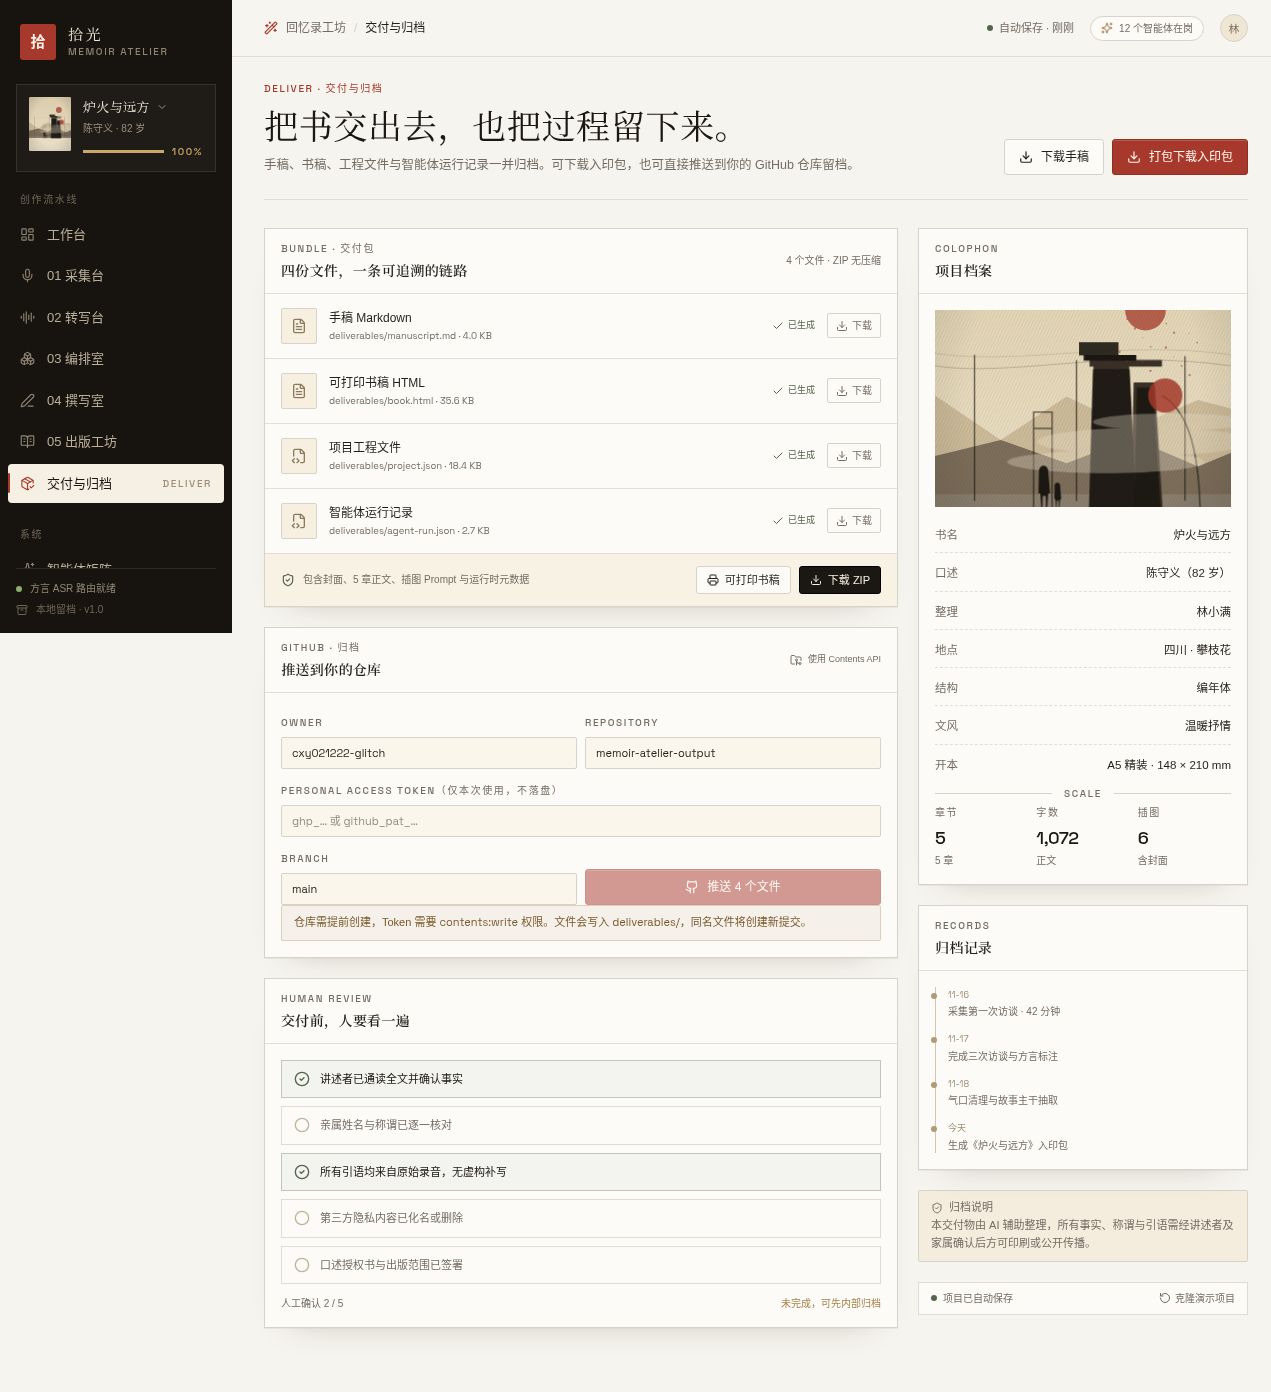 拾
拾光
MEMOIR ATELIER
炉火与远方
陈守义 · 82 岁
100%
创作流水线
工作台
01 采集台
02 转写台
03 编排室
04 撰写室
05 出版工坊
交付与归档
DELIVER
系统
智能体矩阵
方言 ASR 路由就绪
本地留档 · v1.0
回忆录工坊 / 交付与归档
自动保存 · 刚刚
12 个智能体在岗
林
DELIVER · 交付与归档
把书交出去，也把过程留下来。
手稿、书稿、工程文件与智能体运行记录一并归档。可下载入印包，也可直接推送到你的 GitHub 仓库留档。
下载手稿
打包下载入印包
BUNDLE · 交付包
四份文件，一条可追溯的链路
4 个文件 · ZIP 无压缩
手稿 Markdown
deliverables/manuscript.md · 4.0 KB
已生成
下载
可打印书稿 HTML
deliverables/book.html · 35.6 KB
已生成
下载
项目工程文件
deliverables/project.json · 18.4 KB
已生成
下载
智能体运行记录
deliverables/agent-run.json · 2.7 KB
已生成
下载
包含封面、5 章正文、插图 Prompt 与运行时元数据
可打印书稿
下载 ZIP
GITHUB · 归档
推送到你的仓库
使用 Contents API
OWNER
REPOSITORY
cxy021222-glitch
memoir-atelier-output
PERSONAL ACCESS TOKEN（仅本次使用，不落盘）
ghp_… 或 github_pat_…
BRANCH
main
推送 4 个文件
仓库需提前创建，Token 需要 contents:write 权限。文件会写入 deliverables/，同名文件将创建新提交。
HUMAN REVIEW
交付前，人要看一遍
讲述者已通读全文并确认事实
亲属姓名与称谓已逐一核对
所有引语均来自原始录音，无虚构补写
第三方隐私内容已化名或删除
口述授权书与出版范围已签署
人工确认 2 / 5
未完成，可先内部归档
COLOPHON
项目档案
书名
炉火与远方
口述
陈守义（82 岁）
整理
林小满
地点
四川 · 攀枝花
结构
编年体
文风
温暖抒情
开本
A5 精装 · 148 × 210 mm
SCALE
章节
字数
插图
5
1,072
6
5 章
正文
含封面
RECORDS
归档记录
11-16
采集第一次访谈 · 42 分钟
11-17
完成三次访谈与方言标注
11-18
气口清理与故事主干抽取
今天
生成《炉火与远方》入印包
归档说明
本交付物由 AI 辅助整理，所有事实、称谓与引语需经讲述者及
家属确认后方可印刷或公开传播。
项目已自动保存
克隆演示项目